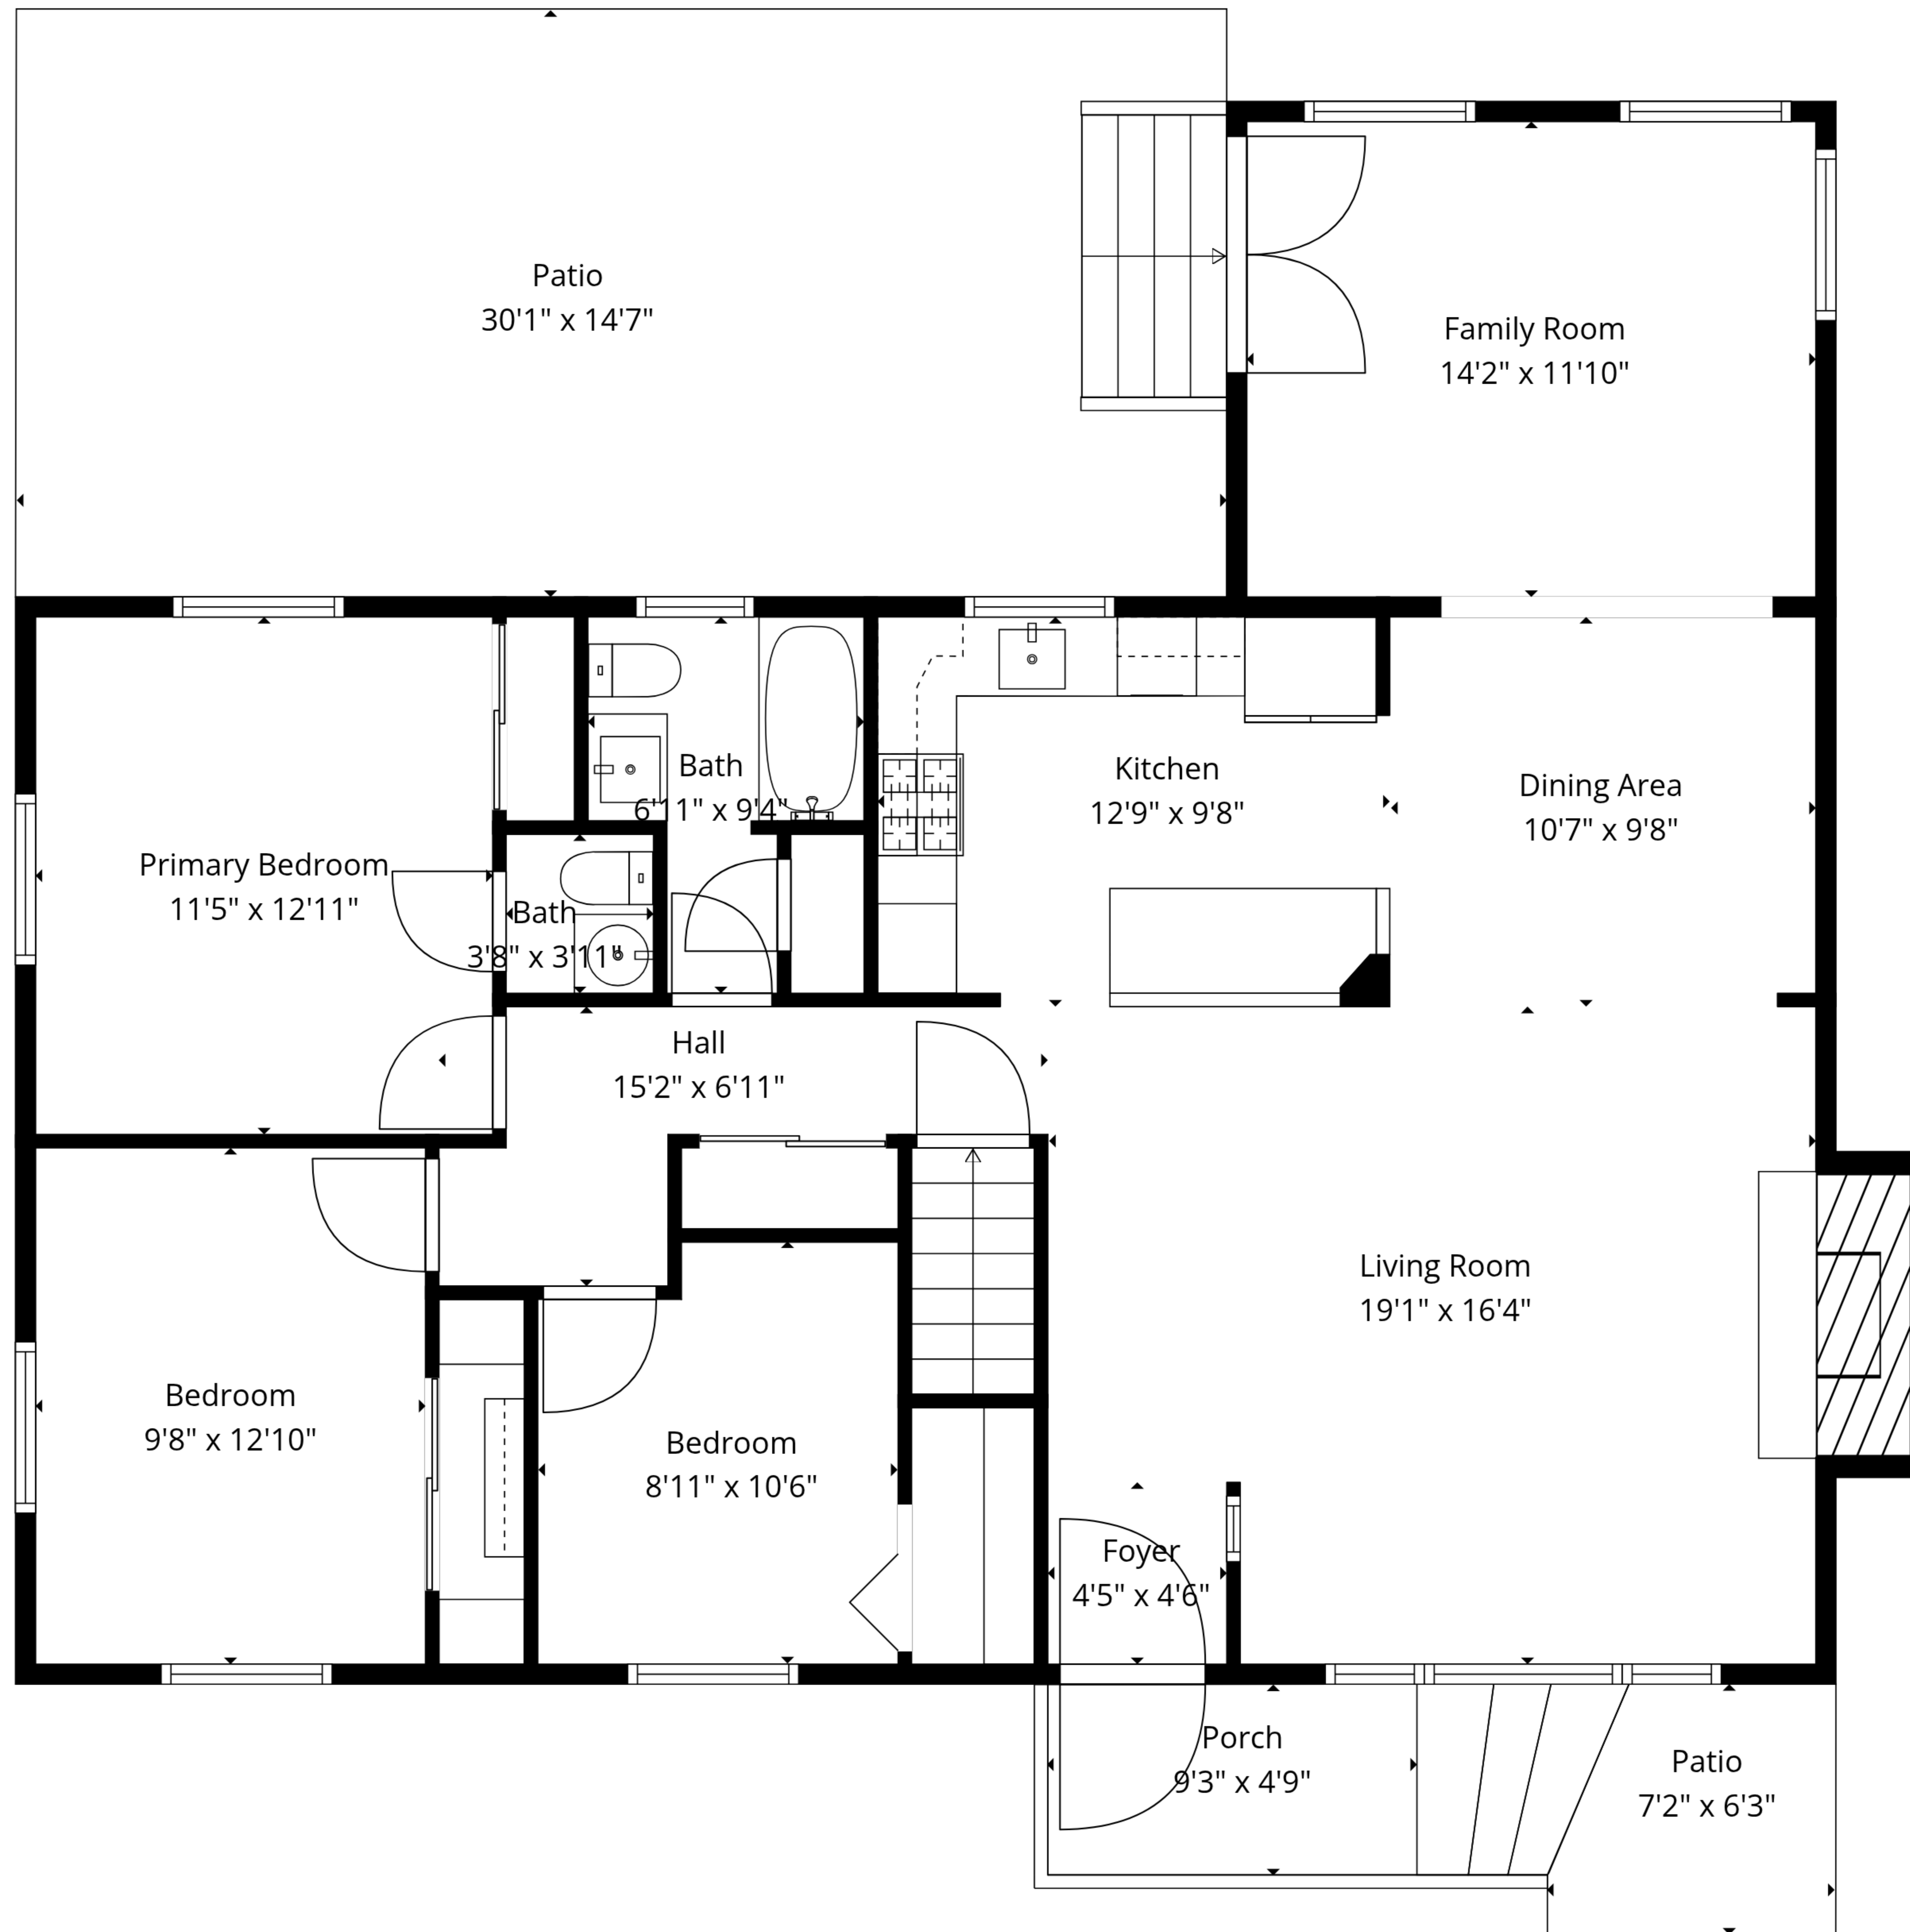 Patio
30'1" x 14'7"
Family Room
14'2" x 11'10"
Bath
6'11" x 9'4"
Kitchen
12'9" x 9'8"
Dining Area
10'7" x 9'8"
Primary Bedroom
11'5" x 12'11"
Bath
3'8" x 3'11"
Hall
15'2" x 6'11"
Living Room
19'1" x 16'4"
Bedroom
9'8" x 12'10"
Bedroom
8'11" x 10'6"
Foyer
4'5" x 4'6"
Porch
9'3" x 4'9"
Patio
7'2" x 6'3"